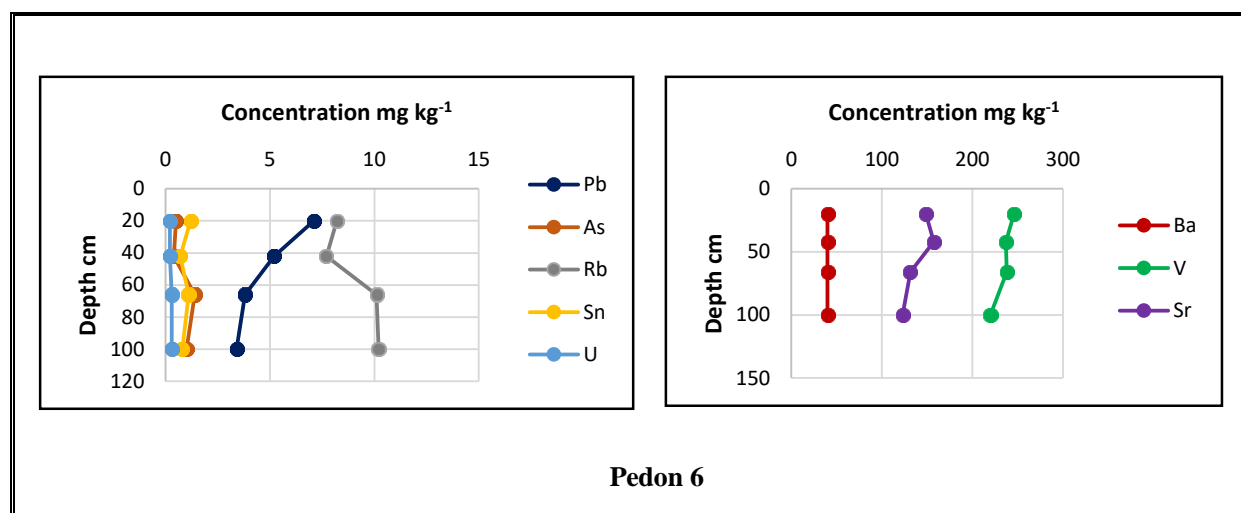 Concentration mg kg⁻¹
0 5 10 15
0
20
40
60
80
100
120
Depth cm
Pb
As
Rb
Sn
U
Concentration mg kg⁻¹
0 100 200 300
0
50
100
150
Depth cm
Ba
V
Sr
Pedon 6